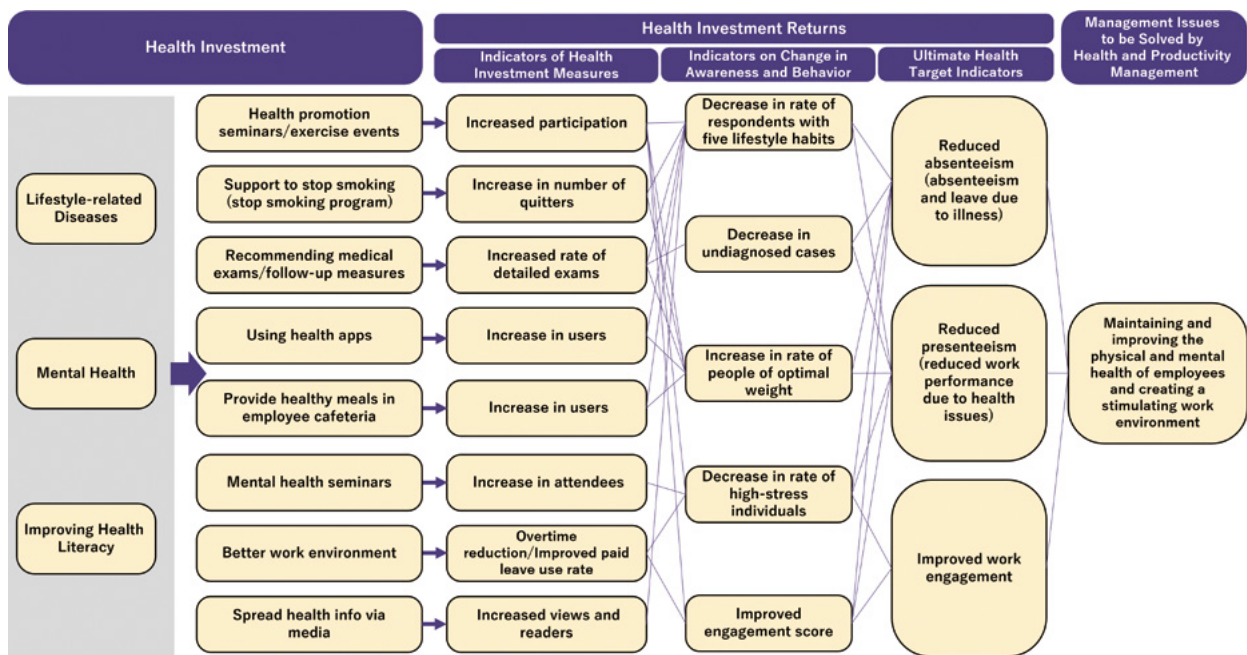 Health Investment
Health Investment Returns
Indicators of Health
Investment Measures
Indicators on Change in
Awareness and Behavior
Ultimate Health
Target Indicators
Management Issues
to be Solved by
Health and Productivity
Management
Lifestyle-related
Diseases
Mental Health
Improving Health
Literacy
Health promotion
seminars/exercise events
Support to stop smoking
(stop smoking program)
Recommending medical
exams/follow-up measures
Using health apps
Provide healthy meals in
employee cafeteria
Mental health seminars
Better work environment
Spread health info via
media
Increased participation
Increase in number of
quitters
Increased rate of
detailed exams
Increase in users
Increase in users
Increase in attendees
Overtime
reduction/Improved paid
leave use rate
Increased views and
readers
Decrease in rate of
respondents with
five lifestyle habits
Decrease in
undiagnosed cases
Increase in rate of
people of optimal
weight
Decrease in rate of
high-stress
individuals
Improved
engagement score
Reduced
absenteeism
(absenteeism
and leave due
to illness)
Reduced
presenteeism
(reduced work
performance
due to health
issues)
Improved work
engagement
Maintaining and
improving the
physical and mental
health of employees
and creating a
stimulating work
environment